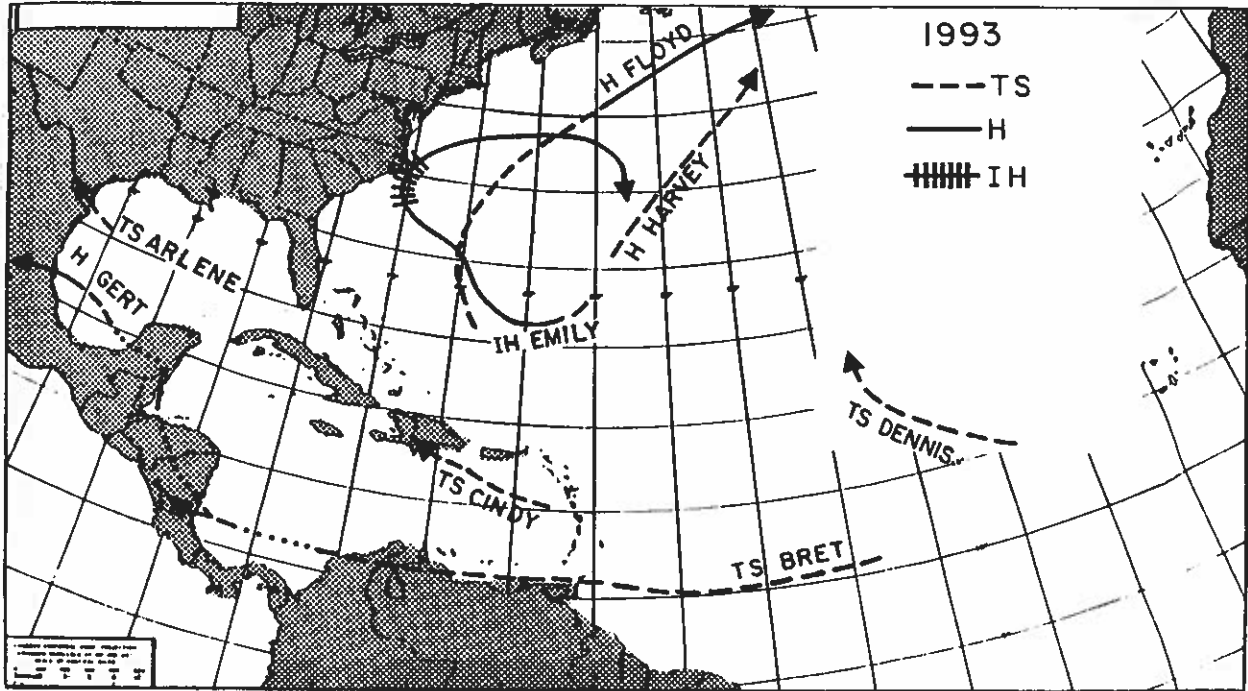 1993
TS
H
IH
H FLOYD
H HARVEY
TS ARLENE
H GERT
IH EMILY
TS DENNIS
TS CINDY
TS BRET